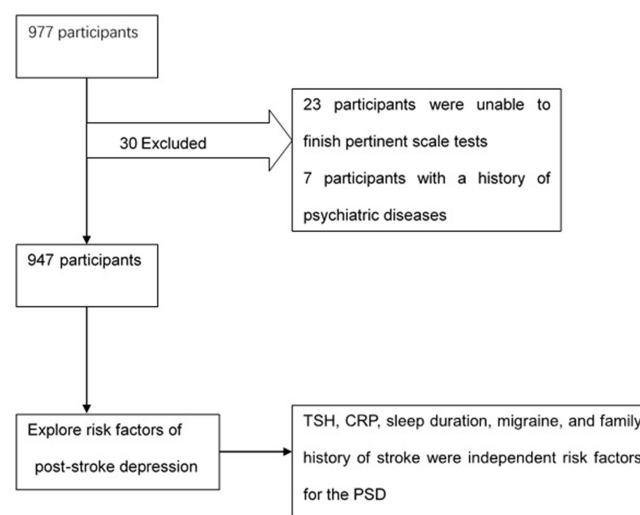 977 participants
30 Excluded
23 participants were unable to
finish pertinent scale tests
7 participants with a history of
psychiatric diseases
947 participants
Explore risk factors of
post-stroke depression
TSH, CRP, sleep duration, migraine, and family
history of stroke were independent risk factors
for the PSD